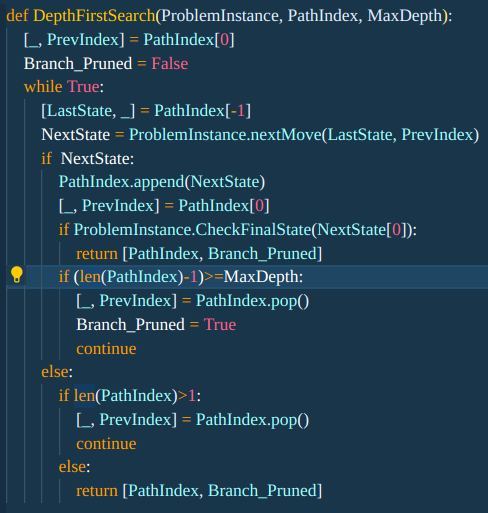 def DepthFirstSearch(ProblemInstance, PathIndex, MaxDepth):
[_, PrevIndex] = PathIndex[0]
Branch_Pruned = False
while True:
[LastState, _] = PathIndex[-1]
NextState = ProblemInstance.nextMove(LastState, PrevIndex)
if NextState:
PathIndex.append(NextState)
[_, PrevIndex] = PathIndex[0]
if ProblemInstance.CheckFinalState(NextState[0]):
return [PathIndex, Branch_Pruned]
if (len(PathIndex)-1)>=MaxDepth:
[_, PrevIndex] = PathIndex.pop()
Branch_Pruned = True
continue
else:
if len(PathIndex)>1:
[_, PrevIndex] = PathIndex.pop()
continue
else:
return [PathIndex, Branch_Pruned]